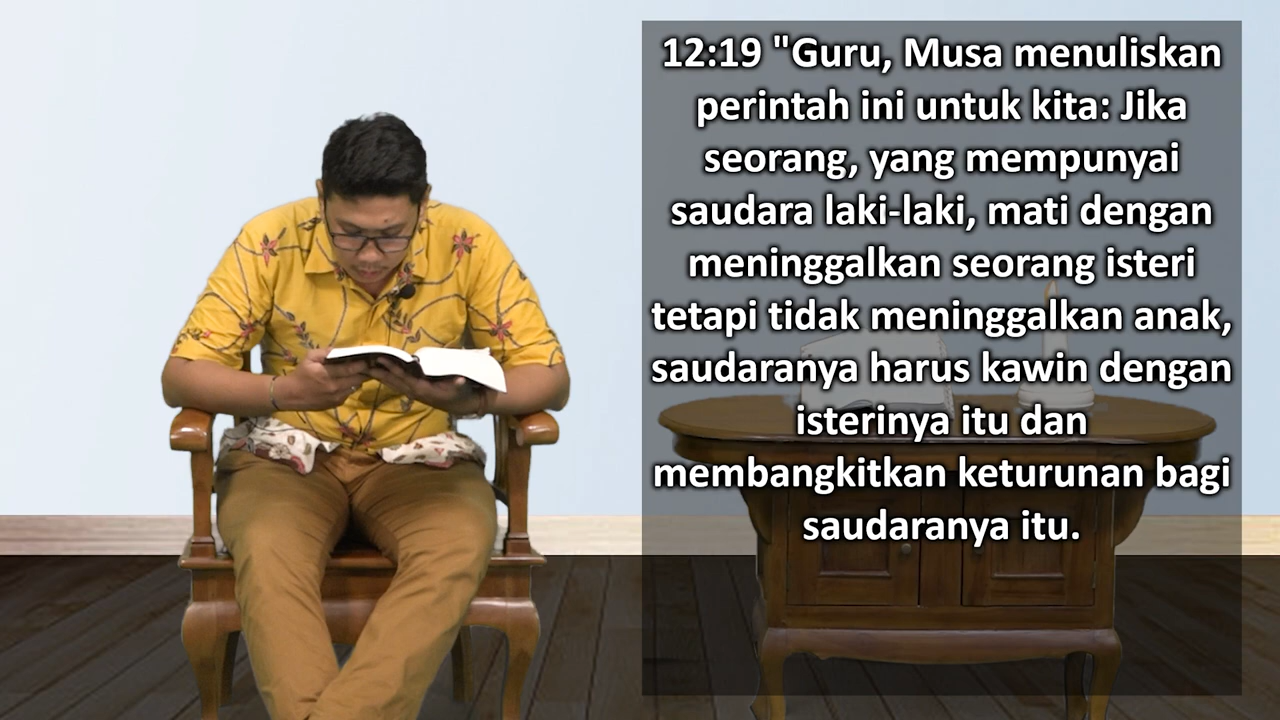 12:19 "Guru, Musa menuliskan
perintah ini untuk kita: Jika
seorang, yang mempunyai
saudara laki-laki, mati dengan
meninggalkan seorang isteri
tetapi tidak meninggalkan anak,
saudaranya harus kawin dengan
isterinya itu dan
membangkitkan keturunan bagi
saudaranya itu.